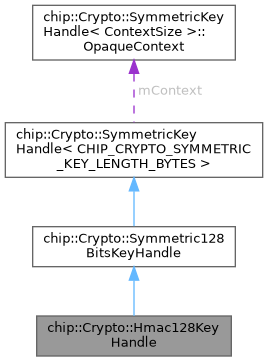 chip::Crypto::SymmetricKey
Handle< ContextSize >::
OpaqueContext
mContext
chip::Crypto::SymmetricKey
Handle< CHIP_CRYPTO_SYMMETRIC
_KEY_LENGTH_BYTES >
chip::Crypto::Symmetric128
BitsKeyHandle
chip::Crypto::Hmac128Key
Handle